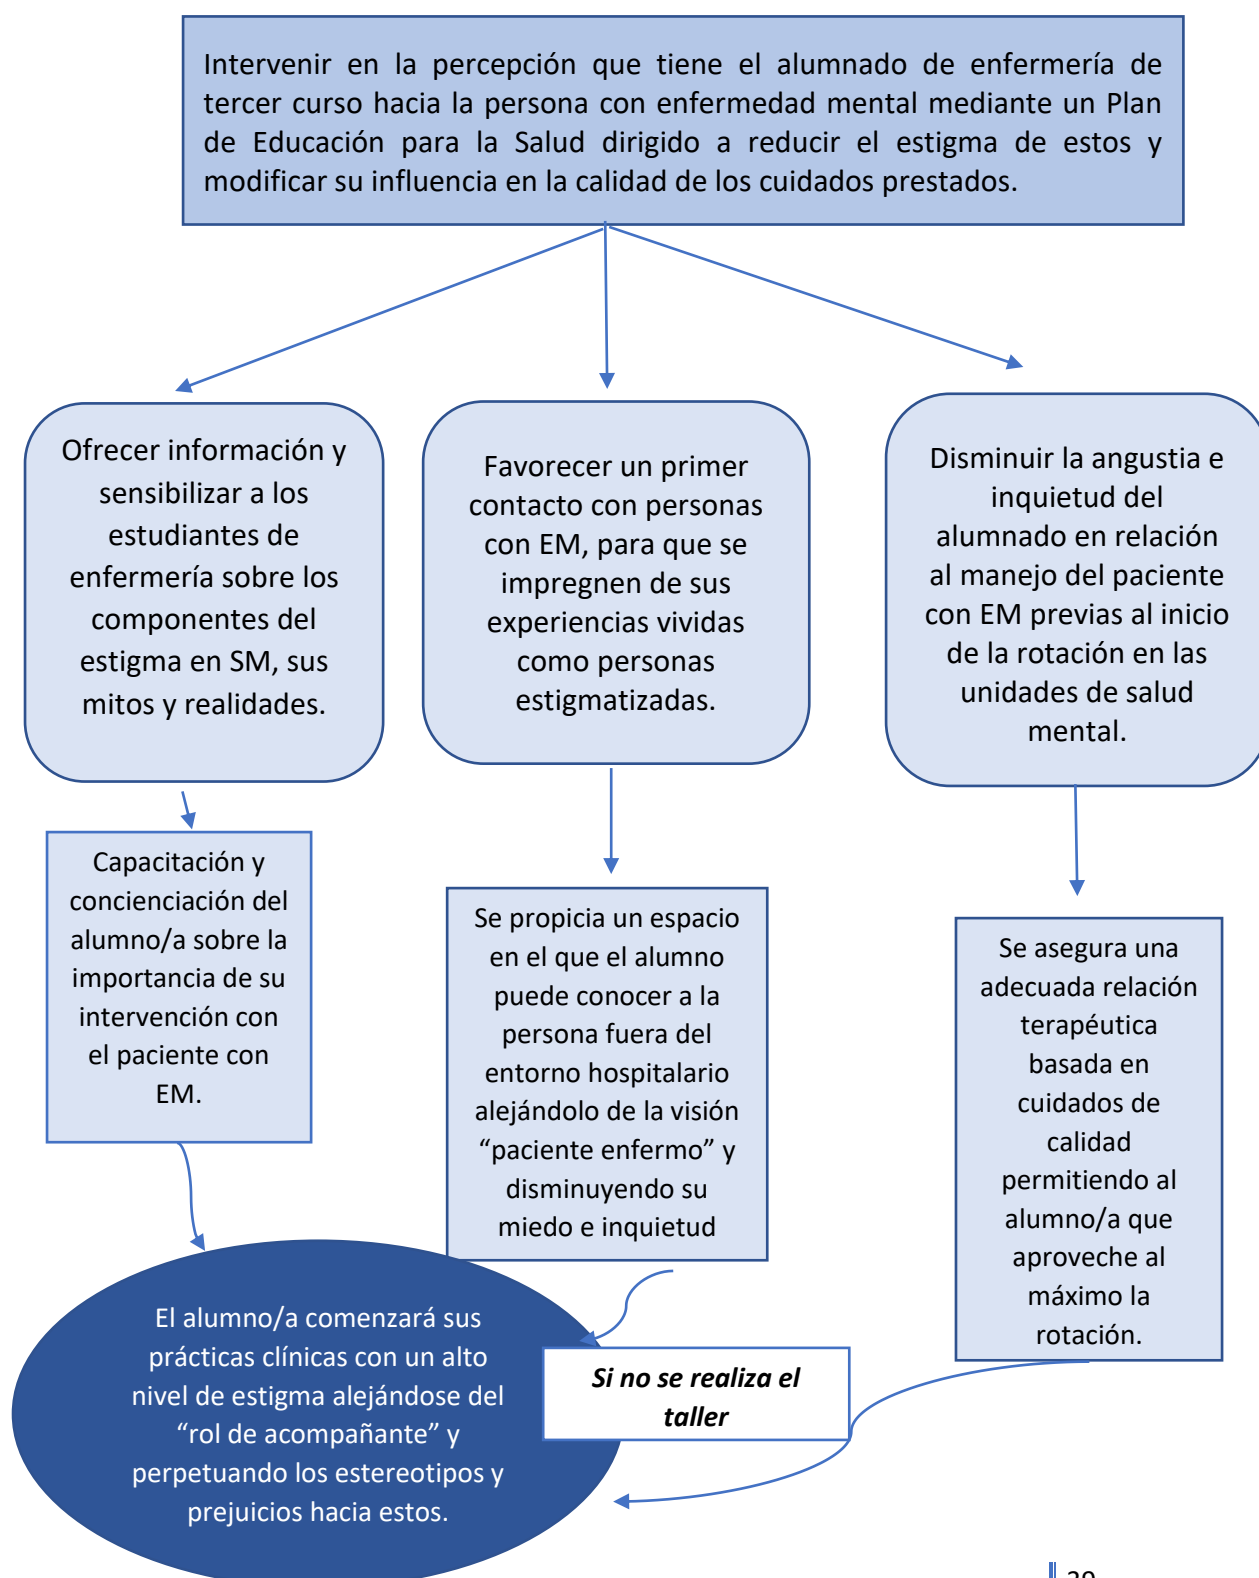 Intervenir en la percepción que tiene el alumnado de enfermería de
tercer curso hacia la persona con enfermedad mental mediante un Plan
de Educación para la Salud dirigido a reducir el estigma de estos y
modificar su influencia en la calidad de los cuidados prestados.
Ofrecer información y
sensibilizar a los
estudiantes de
enfermería sobre los
componentes del
estigma en SM, sus
mitos y realidades.
Favorecer un primer
contacto con personas
con EM, para que se
impregnen de sus
experiencias vividas
como personas
estigmatizadas.
Disminuir la angustia e
inquietud del
alumnado en relación
al manejo del paciente
con EM previas al inicio
de la rotación en las
unidades de salud
mental.
Capacitación y
concienciación del
alumno/a sobre la
importancia de su
intervención con
el paciente con
EM.
Se propicia un espacio
en el que el alumno
puede conocer a la
persona fuera del
entorno hospitalario
alejándolo de la visión
“paciente enfermo” y
disminuyendo su
miedo e inquietud
Se asegura una
adecuada relación
terapéutica
basada en
cuidados de
calidad
permitiendo al
alumno/a que
aproveche al
máximo la
rotación.
El alumno/a comenzará sus
prácticas clínicas con un alto
nivel de estigma alejándose del
“rol de acompañante” y
perpetuando los estereotipos y
prejuicios hacia estos.
Si no se realiza el
taller